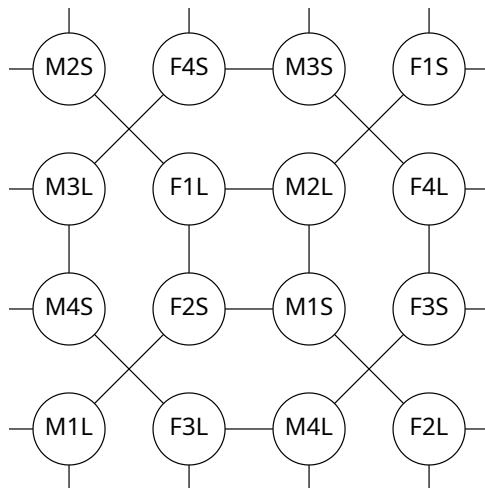 M2S F4S M3S F1S
M3L F1L M2L F4L
M4S F2S M1S F3S
M1L F3L M4L F2L